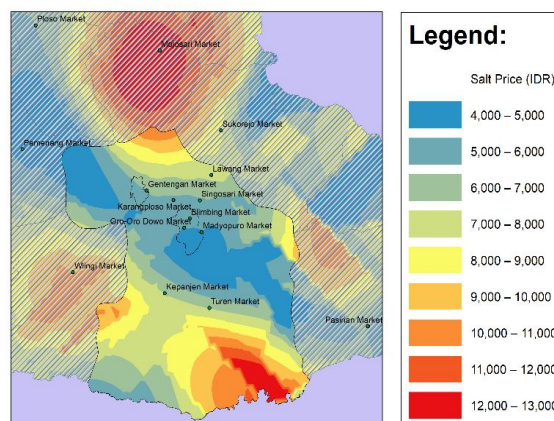 Ploso Market
Mojosari Market
Sukorejo Market
Pamenang Market
Lawang Market
Gentengan Market
Karangploso Market
Singosari Market
Blimbing Market
Oro-Oro Dowo Market
Madyopuro Market
Wlingi Market
Kepanjen Market
Turen Market
Pasirian Market
Legend:
Salt Price (IDR)
4,000 – 5,000
5,000 – 6,000
6,000 – 7,000
7,000 – 8,000
8,000 – 9,000
9,000 – 10,000
10,000 – 11,000
11,000 – 12,000
12,000 – 13,000